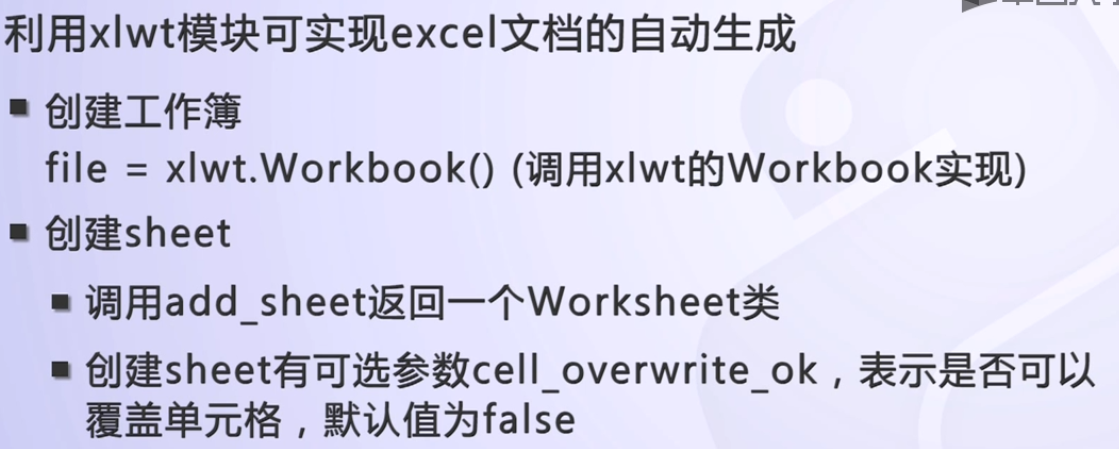 利用xlwt模块可实现excel文档的自动生成
■ 创建工作簿
file = xlwt.Workbook() (调用xlwt的Workbook实现)
■ 创建sheet
■ 调用add_sheet返回一个Worksheet类
■ 创建sheet有可选参数cell_overwrite_ok，表示是否可以
覆盖单元格，默认值为false